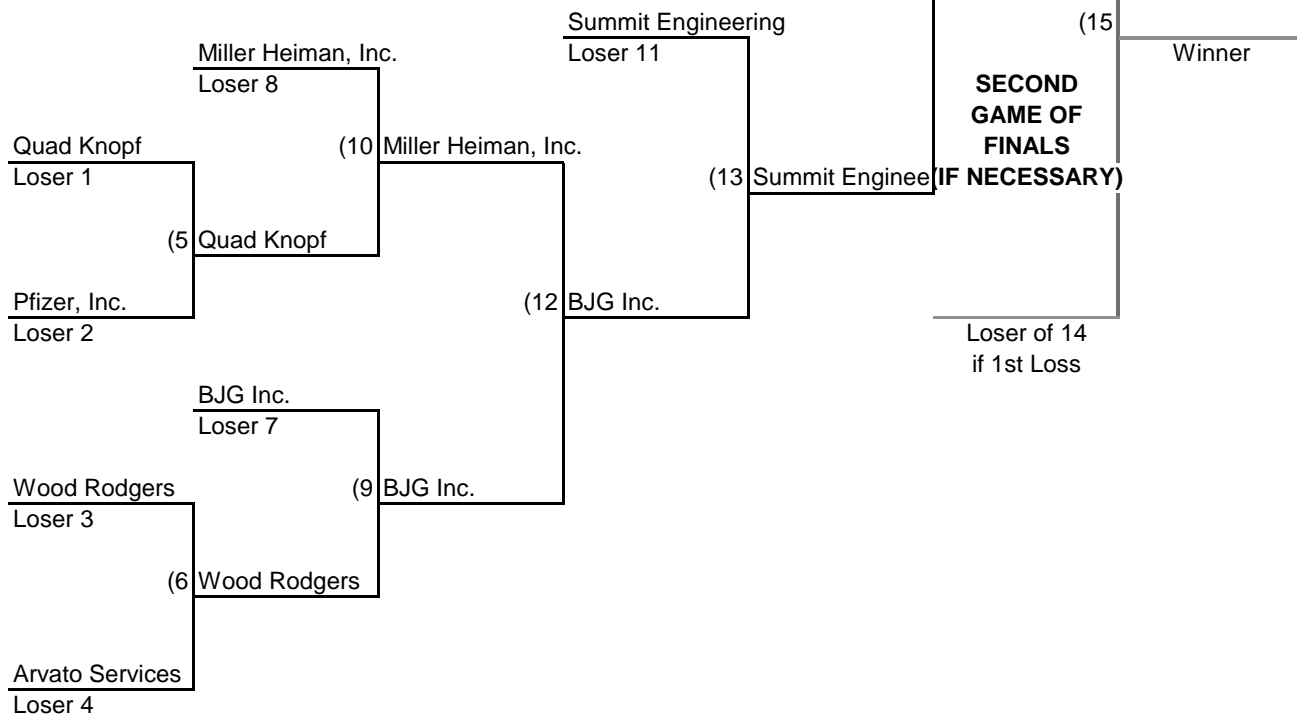 Summit Engineering
(15
Miller Heiman, Inc.
Loser 11
Winner
Loser 8
SECOND
GAME OF
Quad Knopf
(10 Miller Heiman, Inc.
FINALS
Loser 1
(13 Summit Enginee
(IF NECESSARY)
(5 Quad Knopf
Pfizer, Inc.
(12 BJG Inc.
Loser 2
Loser of 14
if 1st Loss
BJG Inc.
Loser 7
Wood Rodgers
(9 BJG Inc.
Loser 3
(6 Wood Rodgers
Arvato Services
Loser 4